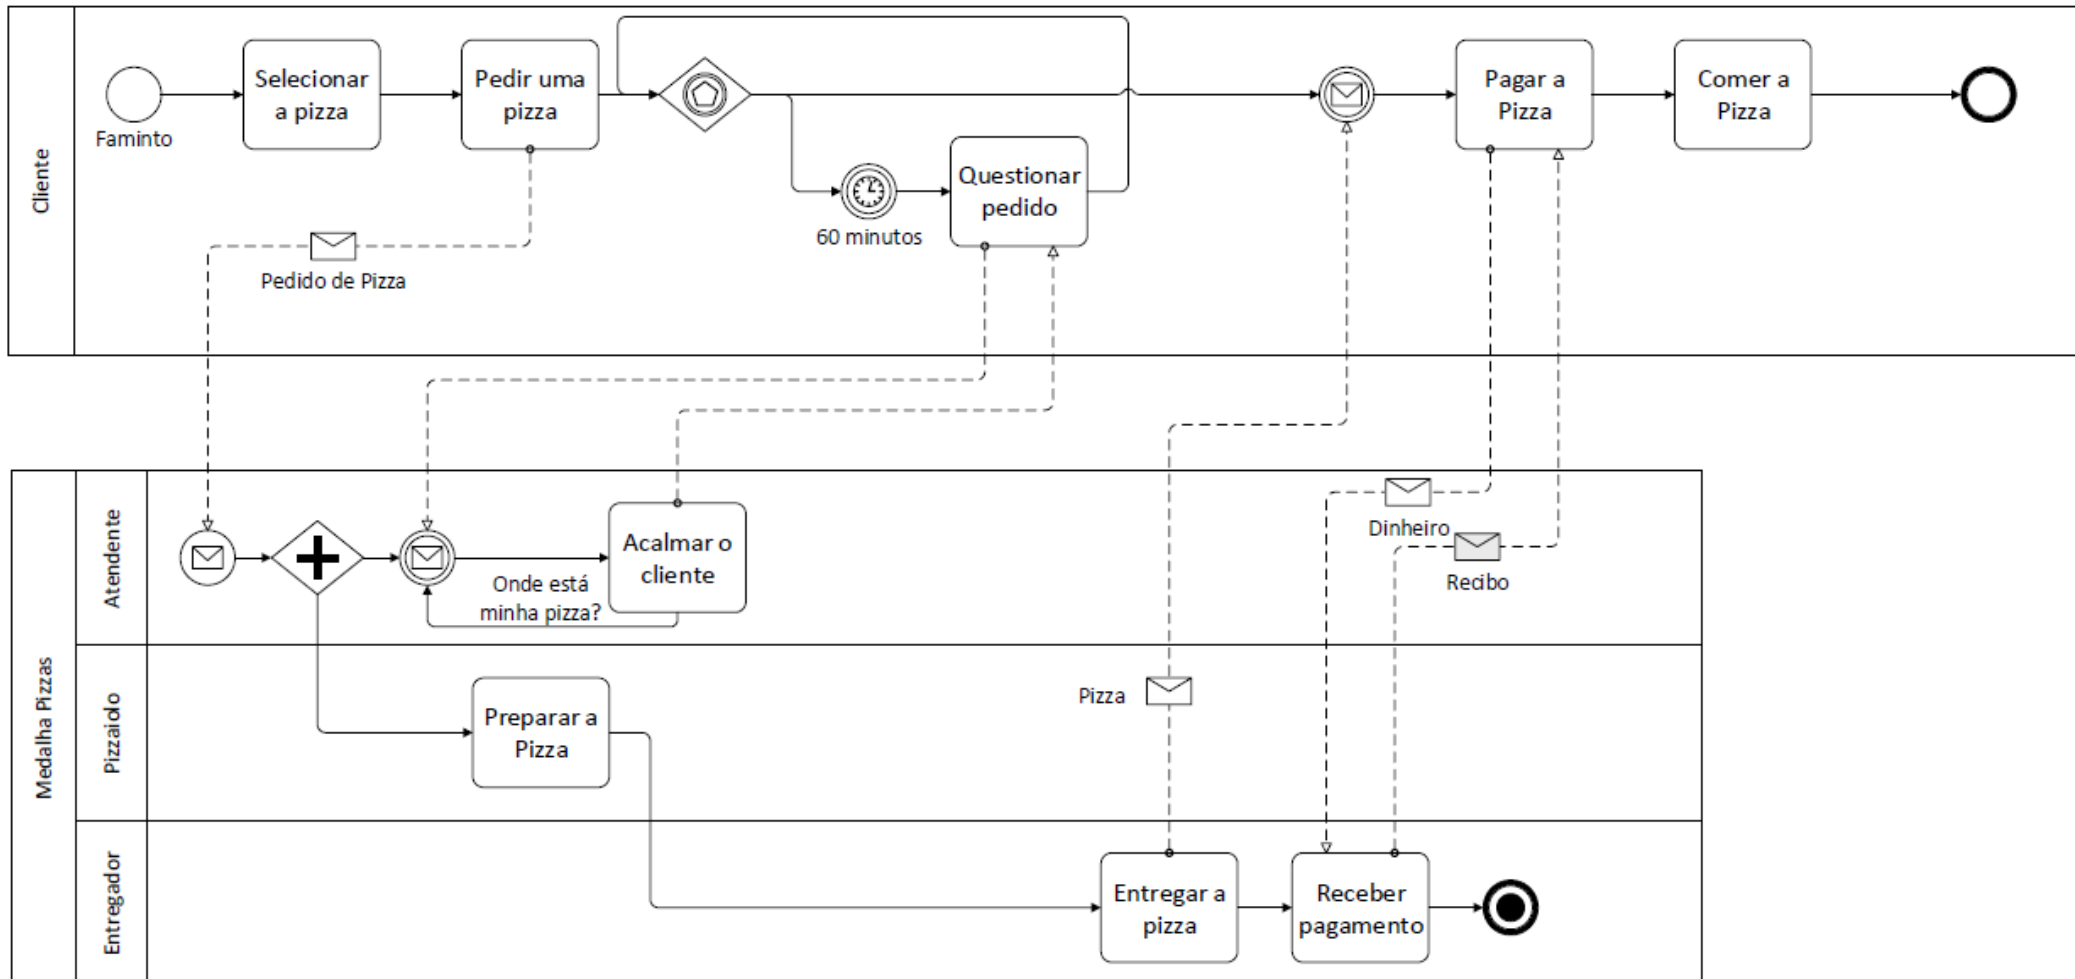 Cliente
Faminto
Selecionar
a pizza
Pedir uma
pizza
Pedido de Pizza
60 minutos
Questionar
pedido
Pagar a
Pizza
Comer a
Pizza
Medalha Pizzas
Atendente
Onde está
minha pizza?
Acalmar o
cliente
Dinheiro
Recibo
Pizzaiolo
Preparar a
Pizza
Pizza
Entregador
Entregar a
pizza
Receber
pagamento